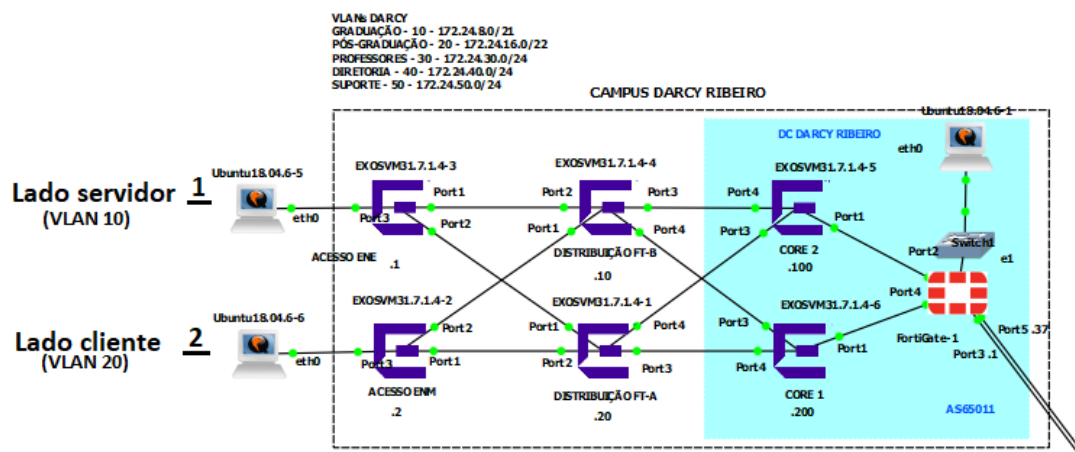 VLANs DARCY
GRADUAÇÃO - 10 - 172.24.8.0/21
PÓS-GRADUAÇÃO - 20 - 172.24.16.0/22
PROFESSORES - 30 - 172.24.30.0/24
DIRETORIA - 40 - 172.24.40.0/24
SUPORTE - 50 - 172.24.50.0/24
CAMPUS DARCY RIBEIRO
Ubuntu18.04.6-1
DC DARCY RIBEIRO
eth0
EXOSVM31.7.1.4-3
EXOSVM31.7.1.4-4
EXOSVM31.7.1.4-5
Ubuntu18.04.6-5
Lado servidor 1
(VLAN 10)
eth0
Port3
Port1
Port2
Port2
Port1
Port3
Port4
Port4
Port3
Port1
ACESSO ENE
.1
DISTRIBUIÇÃO FT-B
.10
CORE 2
.100
Port2
Switch1
e1
Port4
EXOSVM31.7.1.4-2
EXOSVM31.7.1.4-1
EXOSVM31.7.1.4-6
Ubuntu18.04.6-6
Lado cliente 2
(VLAN 20)
eth0
Port3
Port2
Port1
Port1
Port2
Port4
Port3
Port3
Port4
Port1
FortiGate-1
Port5 .37
Port3 .1
ACESSO ENM
.2
DISTRIBUIÇÃO FT-A
.20
CORE 1
.200
AS65011